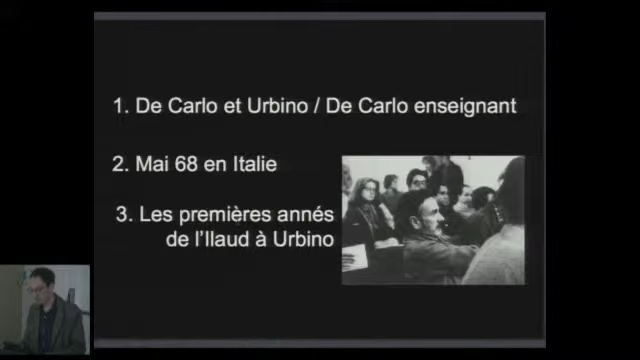 1. De Carlo et Urbino / De Carlo enseignant
2. Mai 68 en Italie
3. Les premières annés
de l'Ilaud à Urbino